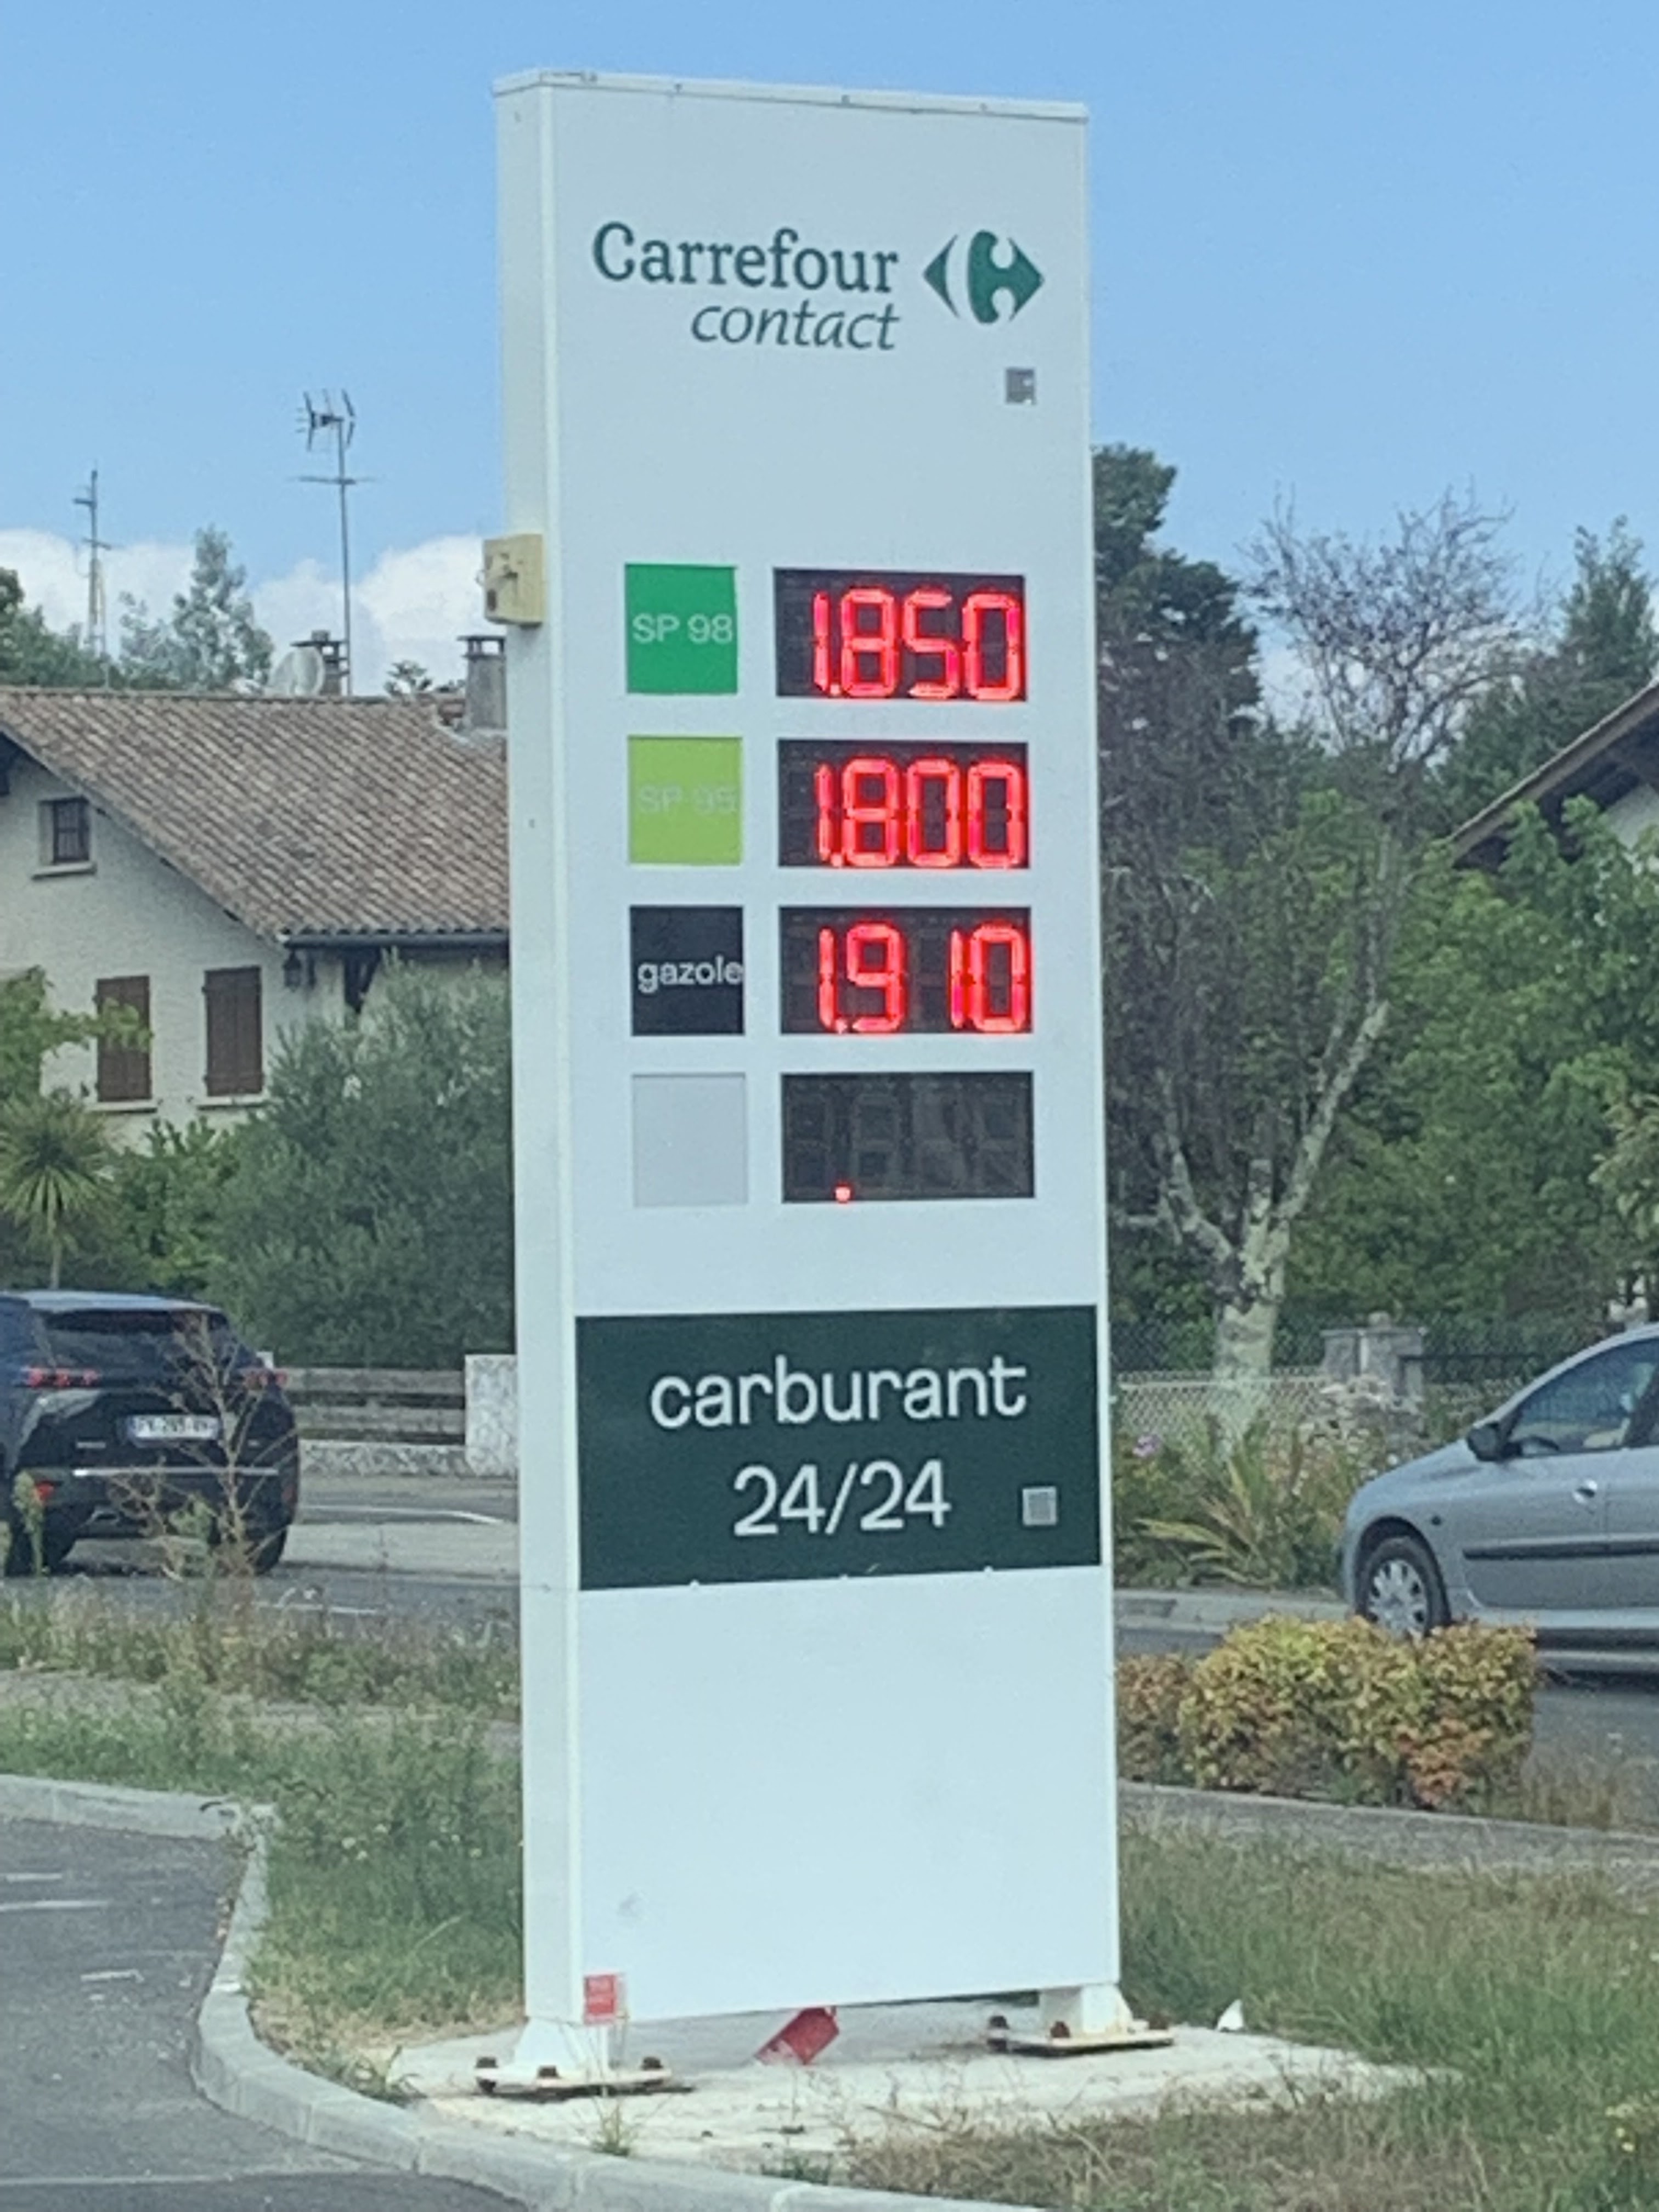 Carrefour
contact
SP 98 1.850
SP 95 1.800
gazole 1.910
.
carburant
24/24